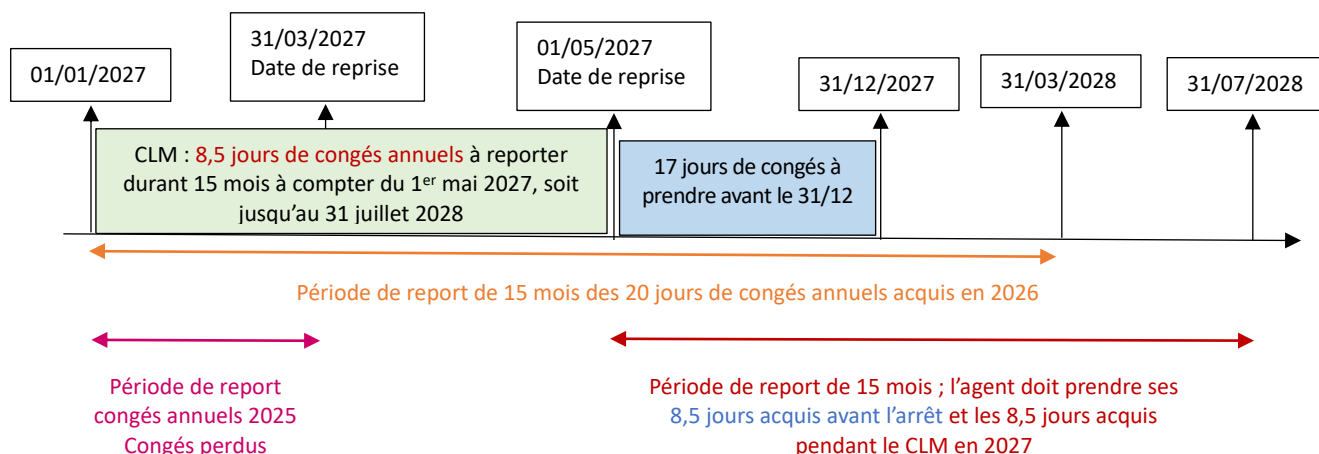 01/01/2027
31/03/2027
Date de reprise
01/05/2027
Date de reprise
31/12/2027
31/03/2028
31/07/2028
CLM : 8,5 jours de congés annuels à reporter
durant 15 mois à compter du 1er mai 2027, soit
jusqu’au 31 juillet 2028
17 jours de congés à
prendre avant le 31/12
Période de report de 15 mois des 20 jours de congés annuels acquis en 2026
Période de report
congés annuels 2025
Congés perdus
Période de report de 15 mois ; l’agent doit prendre ses
8,5 jours acquis avant l’arrêt et les 8,5 jours acquis
pendant le CLM en 2027